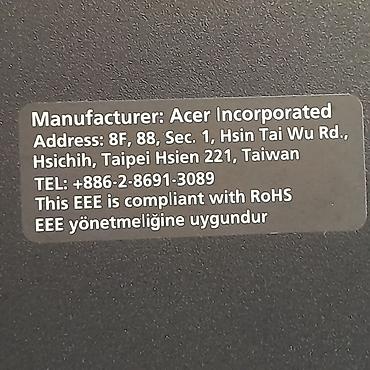 Manufacturer: Acer Incorporated
Address: 8F, 88, Sec. 1, Hsin Tai Wu Rd.,
Hsichih, Taipei Hsien 221, Taiwan
TEL: +886-2-8691-3089
This EEE is compliant with RoHS
EEE yönetmeliğine uygundur